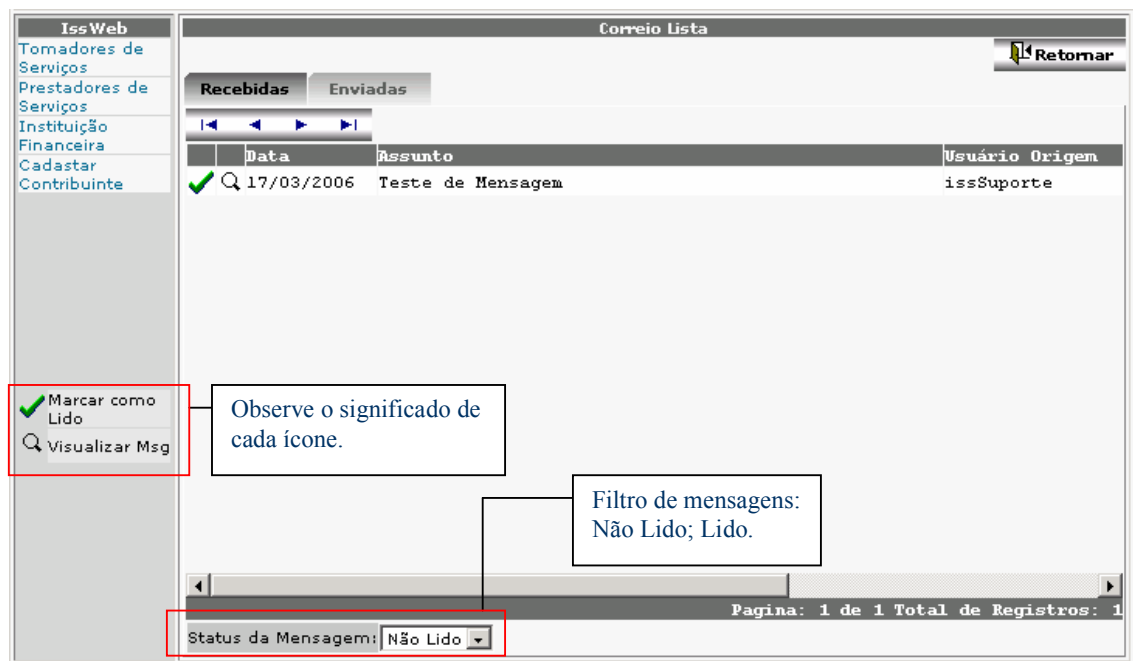 IssWeb
Tomadores de
Serviços
Prestadores de
Serviços
Instituição
Financeira
Cadastar
Contribuinte
Correio Lista
Retornar
Recebidas Enviadas
Data Assunto Usuário Origem
17/03/2006 Teste de Mensagem issSuporte
Marcar como
Lido
Visualizar Msg
Observe o significado de
cada ícone.
Filtro de mensagens:
Não Lido; Lido.
Pagina: 1 de 1 Total de Registros: 1
Status da Mensagem: Não Lido